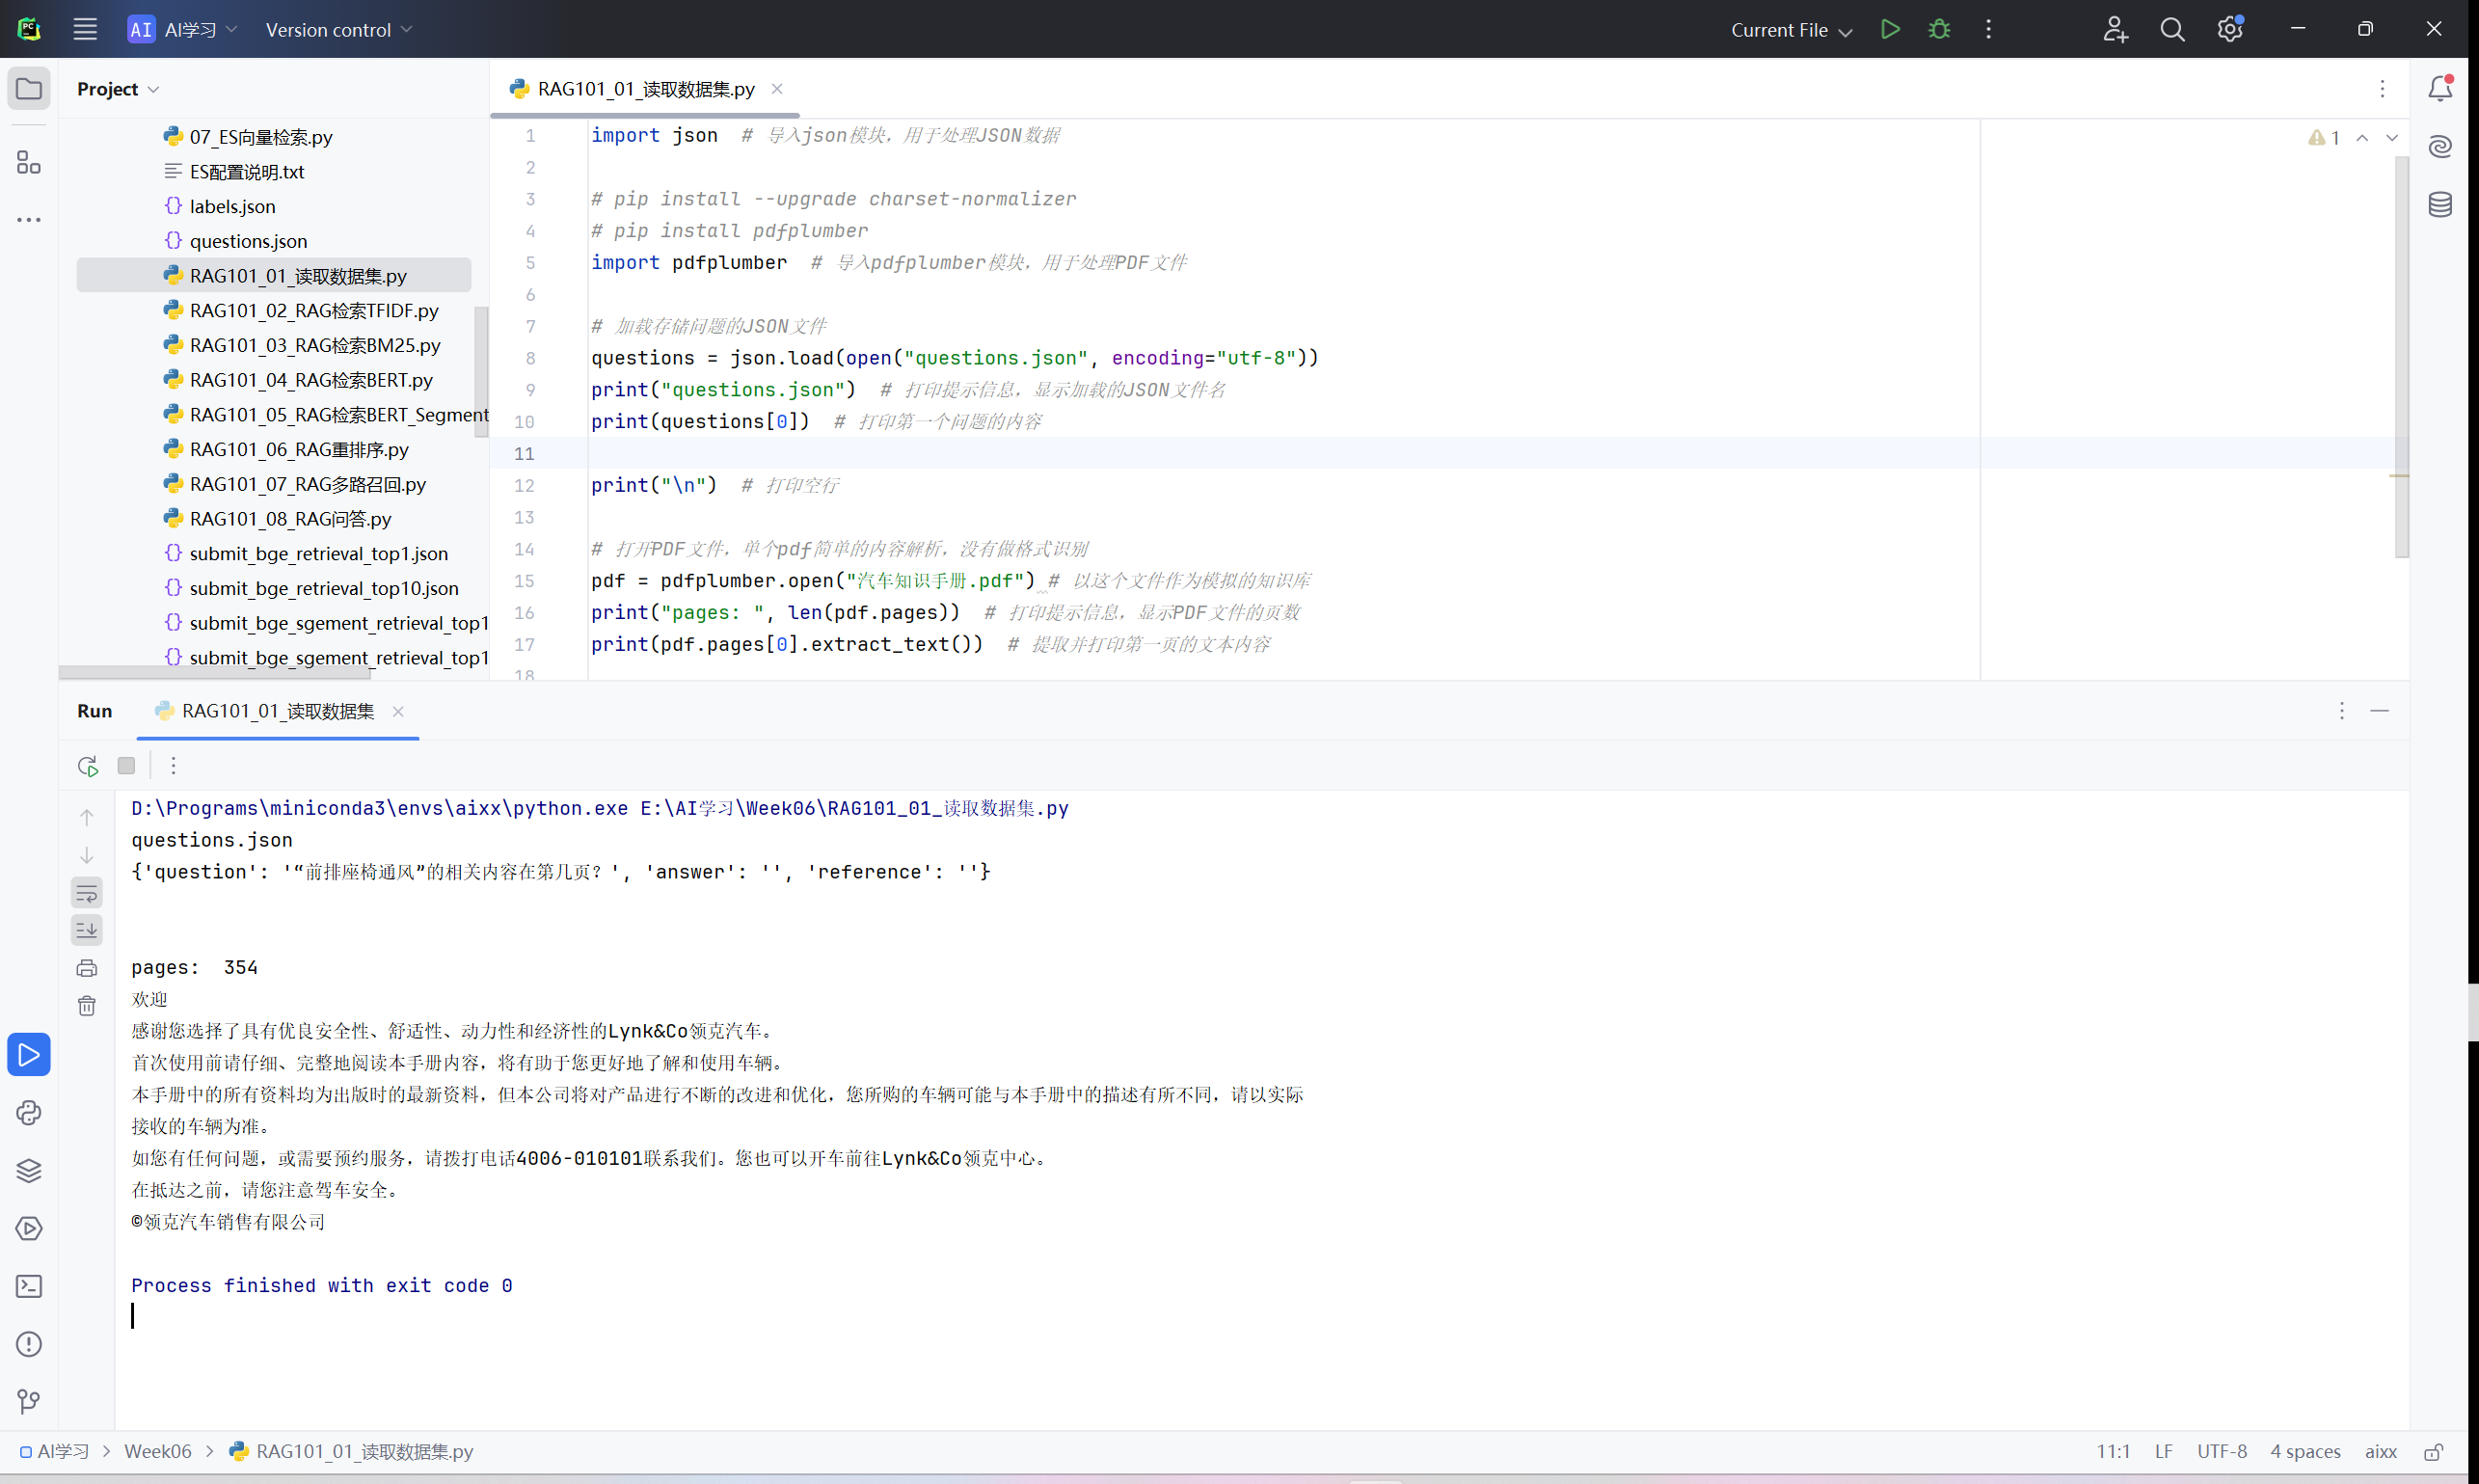 PC
AI AI学习 Version control Current File
Project
RAG101_01_读取数据集.py
07_ES向量检索.py
ES配置说明.txt
labels.json
questions.json
RAG101_01_读取数据集.py
RAG101_02_RAG检索TFIDF.py
RAG101_03_RAG检索BM25.py
RAG101_04_RAG检索BERT.py
RAG101_05_RAG检索BERT_Segment
RAG101_06_RAG重排序.py
RAG101_07_RAG多路召回.py
RAG101_08_RAG问答.py
submit_bge_retrieval_top1.json
submit_bge_retrieval_top10.json
submit_bge_sgement_retrieval_top1
submit_bge_sgement_retrieval_top1
1 import json  # 导入json模块，用于处理JSON数据
2
3 # pip install --upgrade charset-normalizer
4 # pip install pdfplumber
5 import pdfplumber  # 导入pdfplumber模块，用于处理PDF文件
6
7 # 加载存储问题的JSON文件
8 questions = json.load(open("questions.json", encoding="utf-8"))
9 print("questions.json")  # 打印提示信息，显示加载的JSON文件名
10 print(questions[0])  # 打印第一个问题的内容
11
12 print("\n")  # 打印空行
13
14 # 打开PDF文件，单个pdf简单的内容解析，没有做格式识别
15 pdf = pdfplumber.open("汽车知识手册.pdf") # 以这个文件作为模拟的知识库
16 print("pages: ", len(pdf.pages))  # 打印提示信息，显示PDF文件的页数
17 print(pdf.pages[0].extract_text())  # 提取并打印第一页的文本内容
18
1
Run RAG101_01_读取数据集
D:\Programs\miniconda3\envs\aixx\python.exe E:\AI学习\Week06\RAG101_01_读取数据集.py
questions.json
{'question': '“前排座椅通风”的相关内容在第几页？', 'answer': '', 'reference': ''}
pages:  354
欢迎
感谢您选择了具有优良安全性、舒适性、动力性和经济性的Lynk&Co领克汽车。
首次使用前请仔细、完整地阅读本手册内容，将有助于您更好地了解和使用车辆。
本手册中的所有资料均为出版时的最新资料，但本公司将对产品进行不断的改进和优化，您所购的车辆可能与本手册中的描述有所不同，请以实际
接收的车辆为准。
如您有任何问题，或需要预约服务，请拨打电话4006-010101联系我们。您也可以开车前往Lynk&Co领克中心。
在抵达之前，请您注意驾车安全。
©领克汽车销售有限公司
Process finished with exit code 0
AI学习 > Week06 > RAG101_01_读取数据集.py 11:1 LF UTF-8 4 spaces aixx